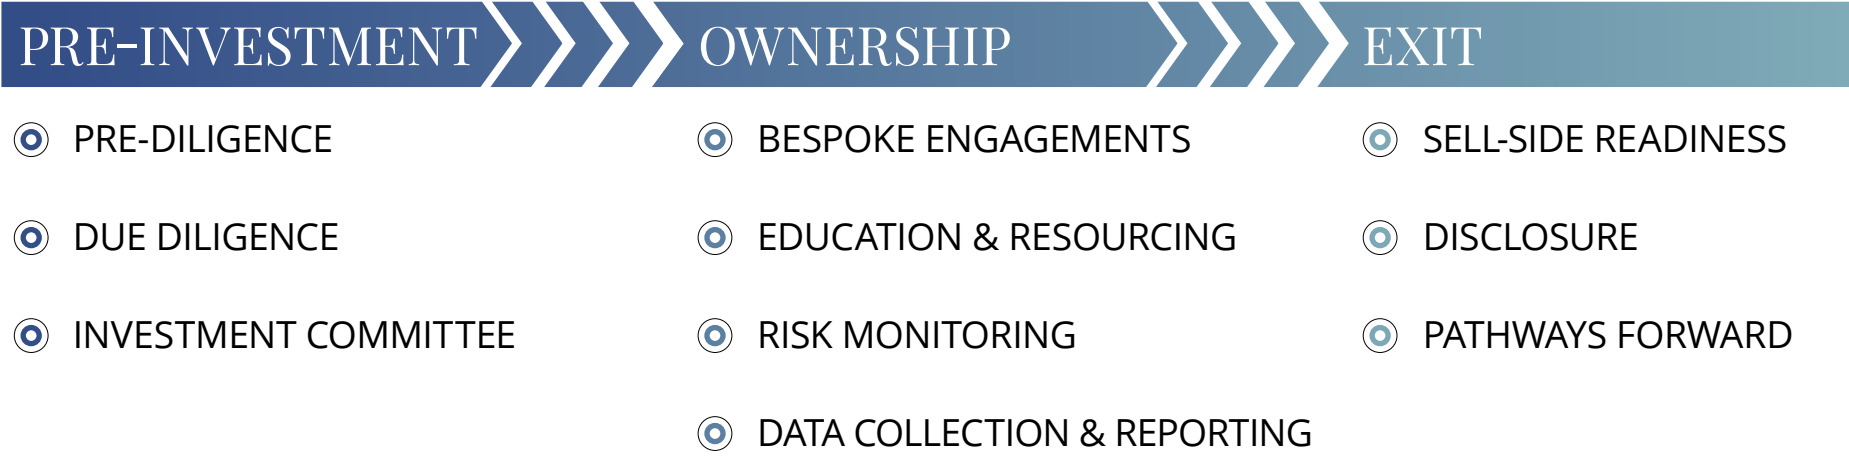 PRE-INVESTMENT
OWNERSHIP
EXIT
PRE-DILIGENCE
DUE DILIGENCE
INVESTMENT COMMITTEE
BESPOKE ENGAGEMENTS
EDUCATION & RESOURCING
RISK MONITORING
DATA COLLECTION & REPORTING
SELL-SIDE READINESS
DISCLOSURE
PATHWAYS FORWARD